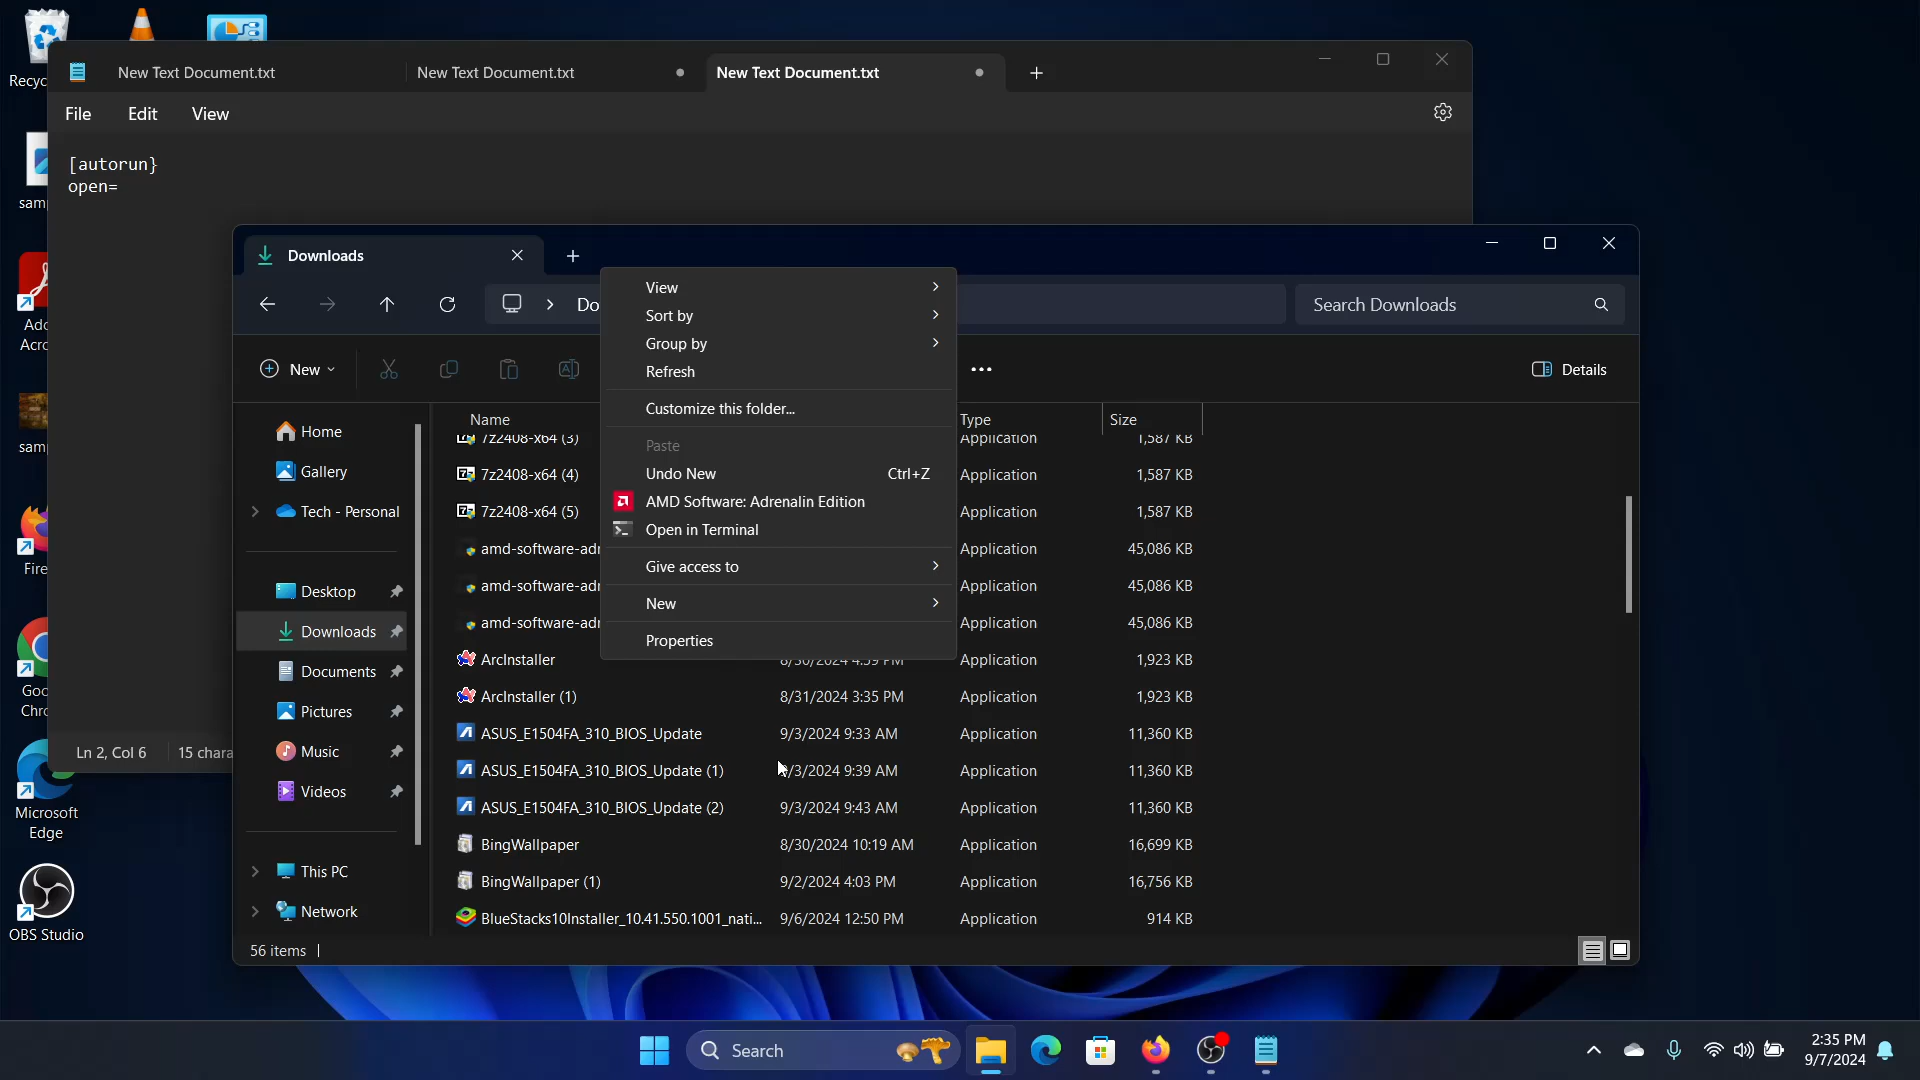 Recyc
samp
Ado
Acro
samp
Fire
Goo
Chro
Microsoft
Edge
OBS Studio
New Text Document.txt
New Text Document.txt
New Text Document.txt
File Edit View
[autorun}
open=
Ln 2, Col 6 15 chara
Downloads
Do
Search Downloads
New
Details
View
Sort by
Group by
Refresh
Customize this folder...
Paste
Undo New Ctrl+Z
AMD Software: Adrenalin Edition
Open in Terminal
Give access to
New
Properties
Home
Gallery
Tech - Personal
Desktop
Downloads
Documents
Pictures
Music
Videos
This PC
Network
Name Type Size
7z2408-x64 (3) Application 1,587 KB
7z2408-x64 (4) Application 1,587 KB
7z2408-x64 (5) Application 1,587 KB
amd-software-adr Application 45,086 KB
amd-software-adr Application 45,086 KB
amd-software-adr Application 45,086 KB
ArcInstaller 8/30/2024 4:59 PM Application 1,923 KB
ArcInstaller (1) 8/31/2024 3:35 PM Application 1,923 KB
ASUS_E1504FA_310_BIOS_Update 9/3/2024 9:33 AM Application 11,360 KB
ASUS_E1504FA_310_BIOS_Update (1) 9/3/2024 9:39 AM Application 11,360 KB
ASUS_E1504FA_310_BIOS_Update (2) 9/3/2024 9:43 AM Application 11,360 KB
BingWallpaper 8/30/2024 10:19 AM Application 16,699 KB
BingWallpaper (1) 9/2/2024 4:03 PM Application 16,756 KB
BlueStacks10Installer_10.41.550.1001_nati... 9/6/2024 12:50 PM Application 914 KB
56 items
Search
2:35 PM
9/7/2024